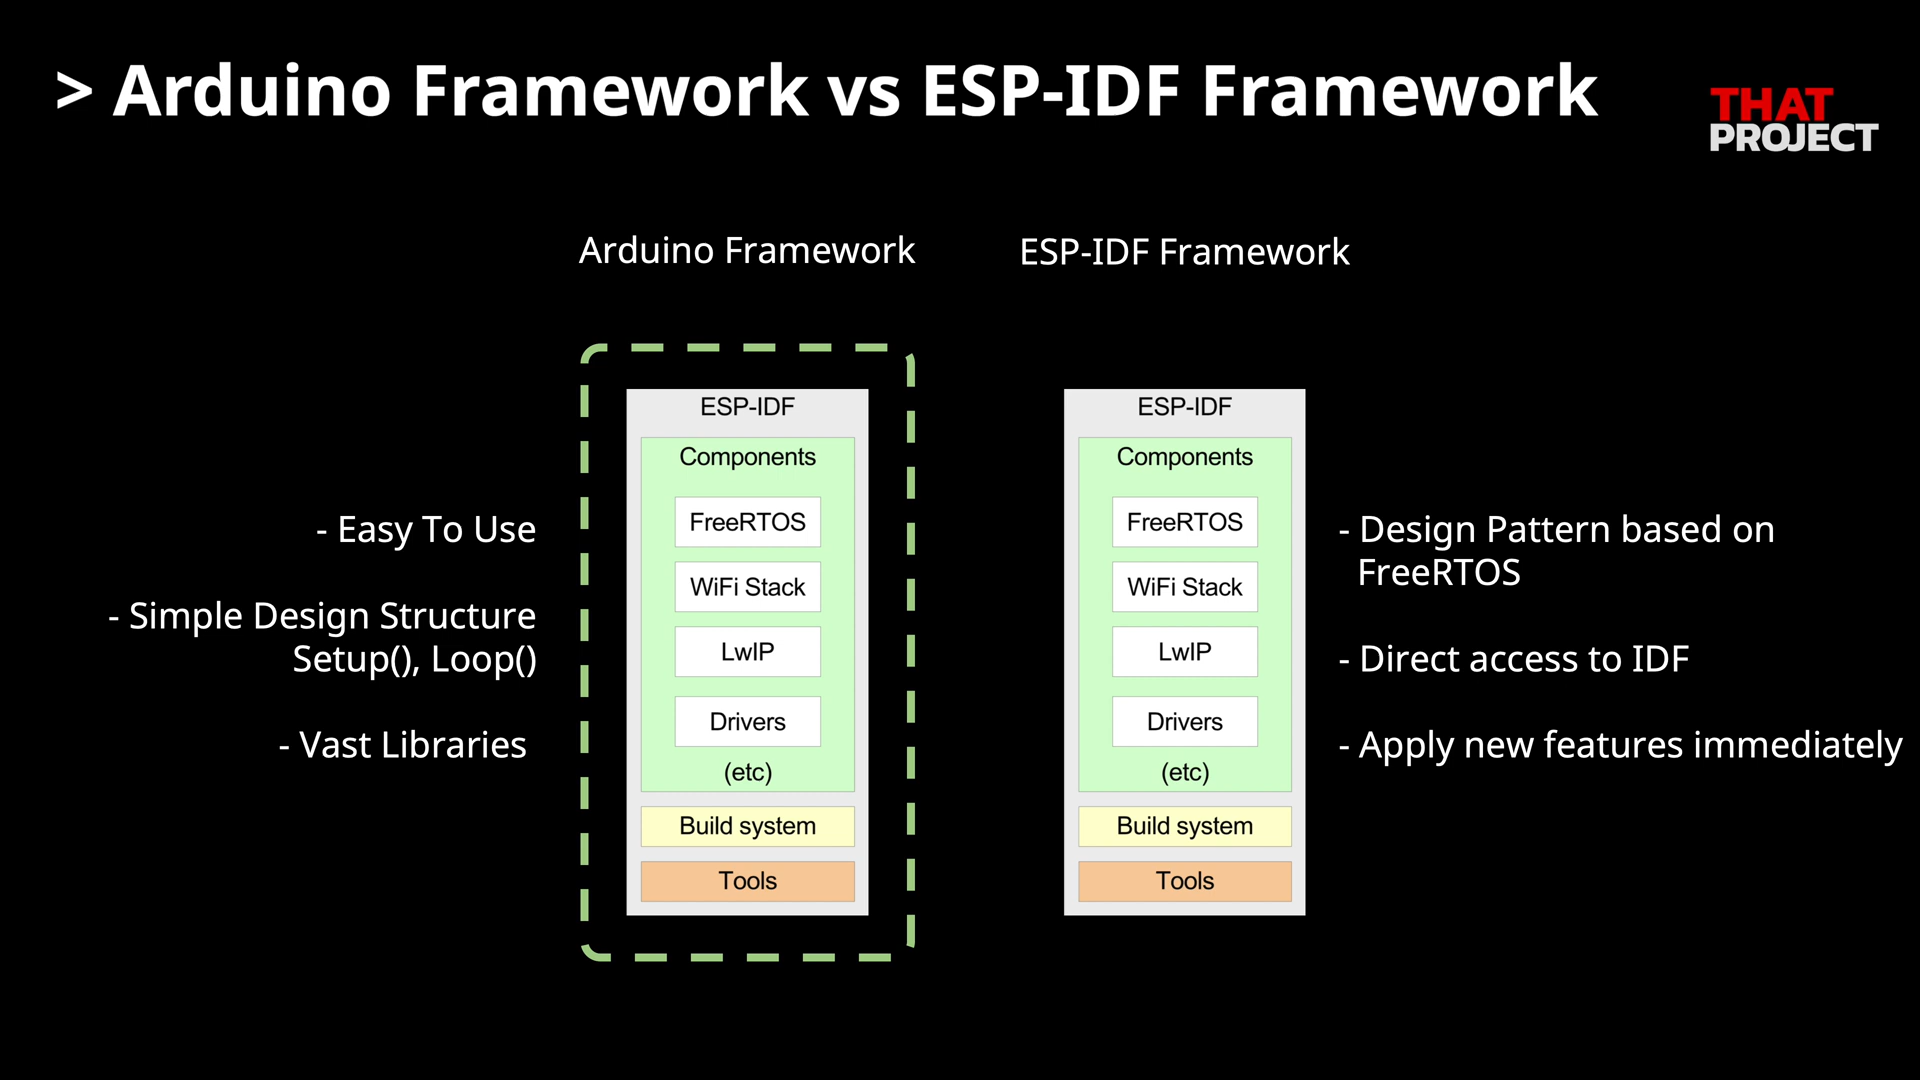 > Arduino Framework vs ESP-IDF Framework
THAT
PROJECT
Arduino Framework
ESP-IDF Framework
- Easy To Use
- Simple Design Structure
Setup(), Loop()
- Vast Libraries
ESP-IDF
Components
FreeRTOS
WiFi Stack
LwIP
Drivers
(etc)
Build system
Tools
ESP-IDF
Components
FreeRTOS
WiFi Stack
LwIP
Drivers
(etc)
Build system
Tools
- Design Pattern based on
FreeRTOS
- Direct access to IDF
- Apply new features immediately